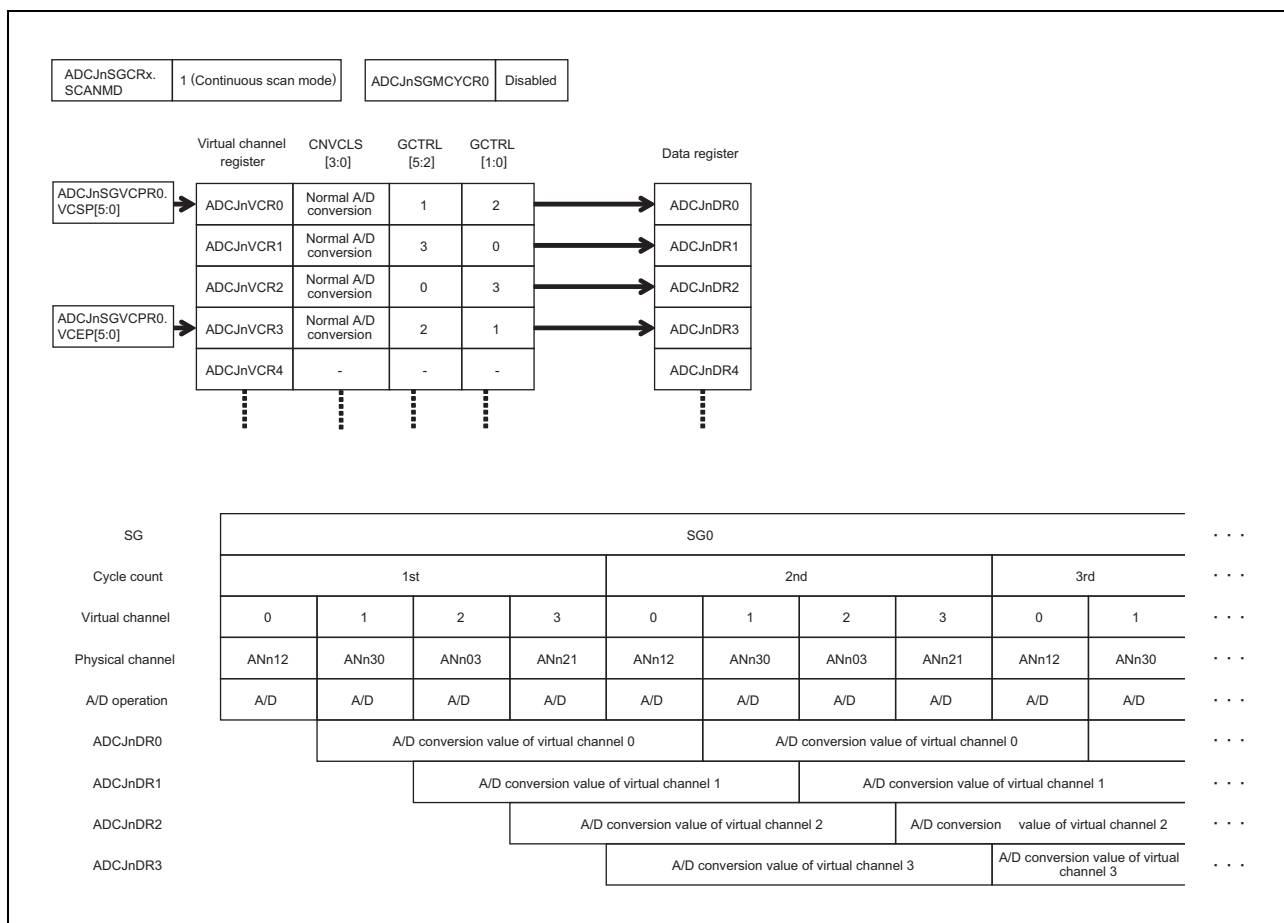 ADCJnSGCRx.
SCANMD
1 (Continuous scan mode)
ADCJnSGMCYCR0
Disabled
Virtual channel
register
CNVCLS
[3:0]
GCTRL
[5:2]
GCTRL
[1:0]
Data register
ADCJnSGVCPR0.
VCSP[5:0]
ADCJnVCR0
Normal A/D
conversion
1
2
ADCJnDR0
ADCJnVCR1
Normal A/D
conversion
3
0
ADCJnDR1
ADCJnVCR2
Normal A/D
conversion
0
3
ADCJnDR2
ADCJnSGVCPR0.
VCEP[5:0]
ADCJnVCR3
Normal A/D
conversion
2
1
ADCJnDR3
ADCJnVCR4
-
-
-
ADCJnDR4
SG
SG0
· · ·
Cycle count
1st
2nd
3rd
· · ·
Virtual channel
0
1
2
3
0
1
2
3
0
1
· · ·
Physical channel
ANn12
ANn30
ANn03
ANn21
ANn12
ANn30
ANn03
ANn21
ANn12
ANn30
· · ·
A/D operation
A/D
A/D
A/D
A/D
A/D
A/D
A/D
A/D
A/D
A/D
· · ·
ADCJnDR0
A/D conversion value of virtual channel 0
A/D conversion value of virtual channel 0
· · ·
ADCJnDR1
A/D conversion value of virtual channel 1
A/D conversion value of virtual channel 1
· · ·
ADCJnDR2
A/D conversion value of virtual channel 2
A/D conversion value of virtual channel 2
· · ·
ADCJnDR3
A/D conversion value of virtual channel 3
A/D conversion value of virtual
channel 3
· · ·